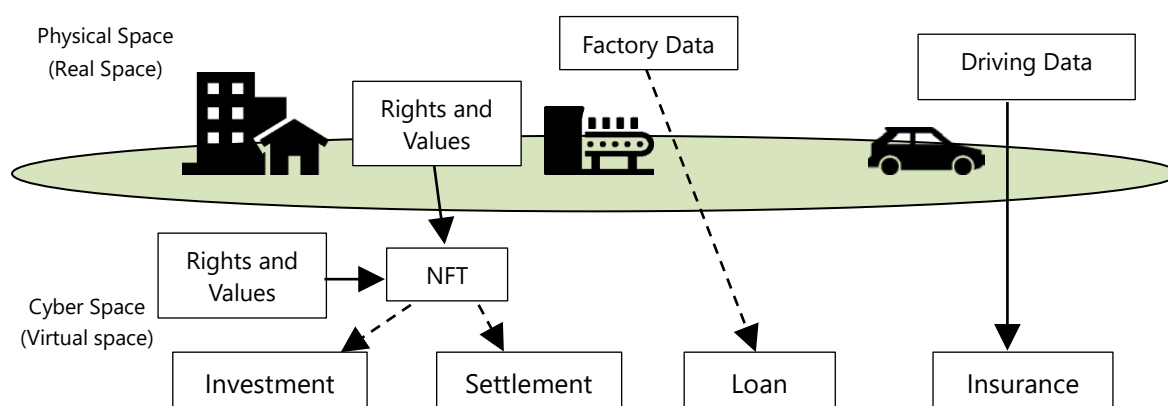 Physical Space
(Real Space)
Factory Data
Driving Data
Rights and
Values
Rights and
Values
NFT
Cyber Space
(Virtual space)
Investment
Settlement
Loan
Insurance